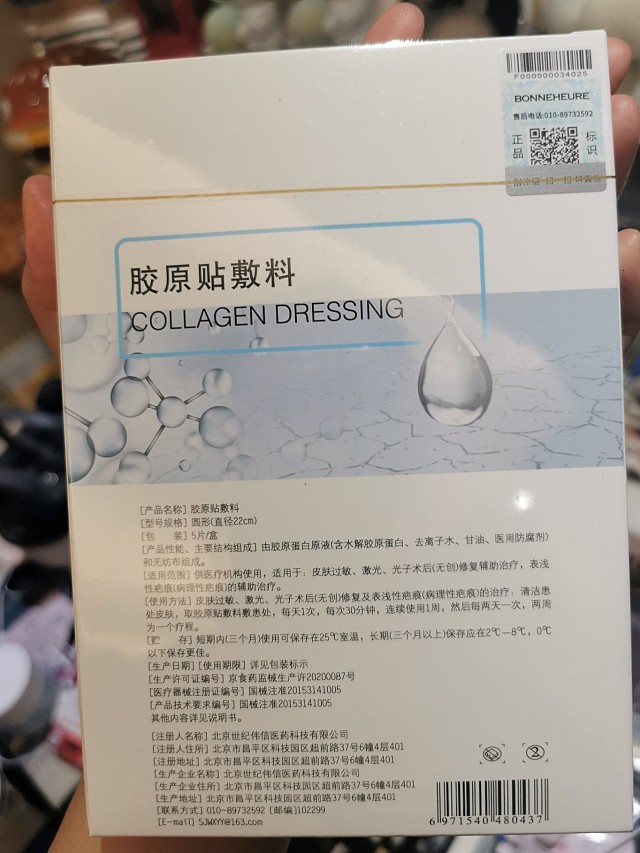 F000000034025
BONNEHEURE
售后电话:010-89732592
正品
标识
胶原贴敷料
COLLAGEN DRESSING
[产品名称] 胶原贴敷料
[型号规格] 圆形(直径22cm)
[包 装] 5片/盒
[产品性能、主要结构组成] 由胶原蛋白原液(含水解胶原蛋白、去离子水、甘油、医用防腐剂)
和无纺布组成。
[适用范围] 供医疗机构使用，适用于：皮肤过敏、激光、光子术后(无创)修复辅助治疗，表浅
性疤痕(病理性疤痕)的辅助治疗。
[使用方法] 皮肤过敏、激光、光子术后(无创)修复及表浅性疤痕(病理性疤痕)的治疗：清洁患
处皮肤，取胶原贴敷料敷患处，每天1次，每次30分钟，连续使用1周，然后每两天一次，两周
为一个疗程。
[贮 存] 短期内(三个月)使用可保存在25℃室温，长期(三个月以上)保存应在2℃—8℃，0℃
以下保存更佳。
[生产日期] [使用期限] 详见包装标示
[生产许可证编号] 京食药监械生产许20200087号
[医疗器械注册证编号] 国械注准20153141005
[产品技术要求编号] 国械注准20153141005
其他内容详见说明书。
[注册人名称] 北京世纪伟信医药科技有限公司
[注册人住所] 北京市昌平区科技园区超前路37号6幢4层401
[注册地址] 北京市昌平区科技园区超前路37号6幢4层401
[生产企业名称] 北京世纪伟信医药科技有限公司
[生产企业住所] 北京市昌平区科技园区超前路37号6幢4层401
[生产地址] 北京市昌平区科技园区超前路37号6幢4层401
[联系方式] 010-89732592 [邮编]102299
[E-mail] SJWXYY@163.com
2
6 971540 480437